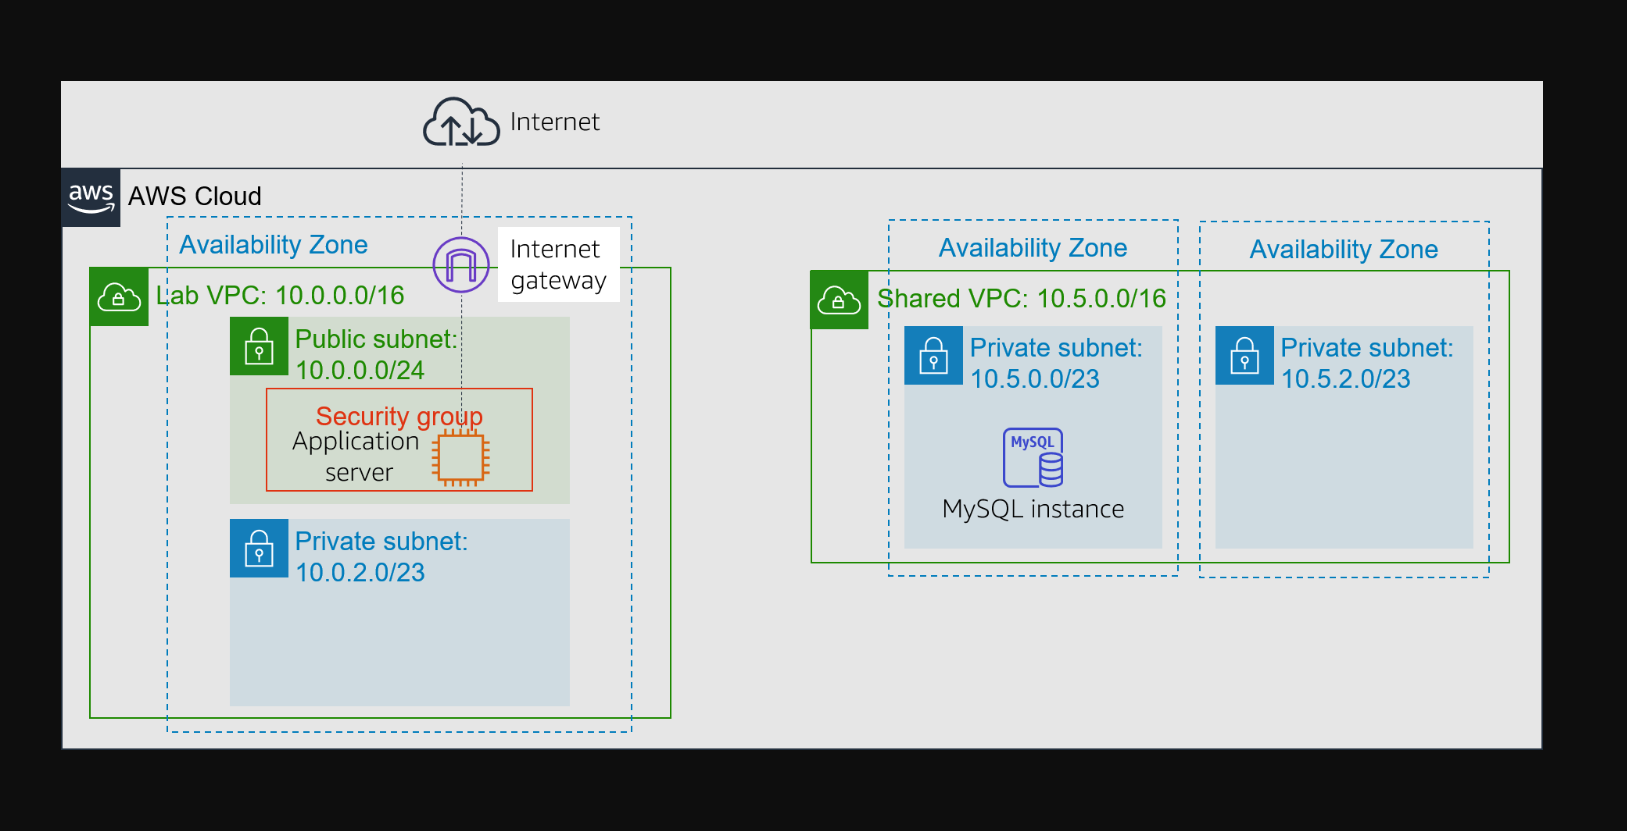 Internet
aws
AWS Cloud
Availability Zone
Internet
gateway
Lab VPC: 10.0.0.0/16
Public subnet:
10.0.0.0/24
Security group
Application
server
Private subnet:
10.0.2.0/23
Availability Zone
Availability Zone
Shared VPC: 10.5.0.0/16
Private subnet:
10.5.0.0/23
MySQL
MySQL instance
Private subnet:
10.5.2.0/23